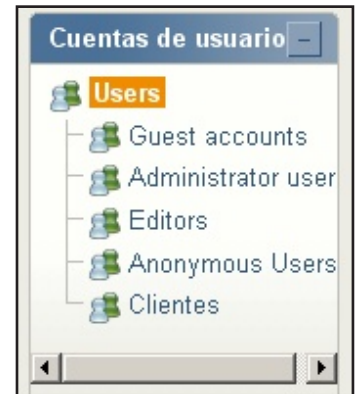 Cuentas de usuario
Users
Guest accounts
Administrator user
Editors
Anonymous Users
Clientes